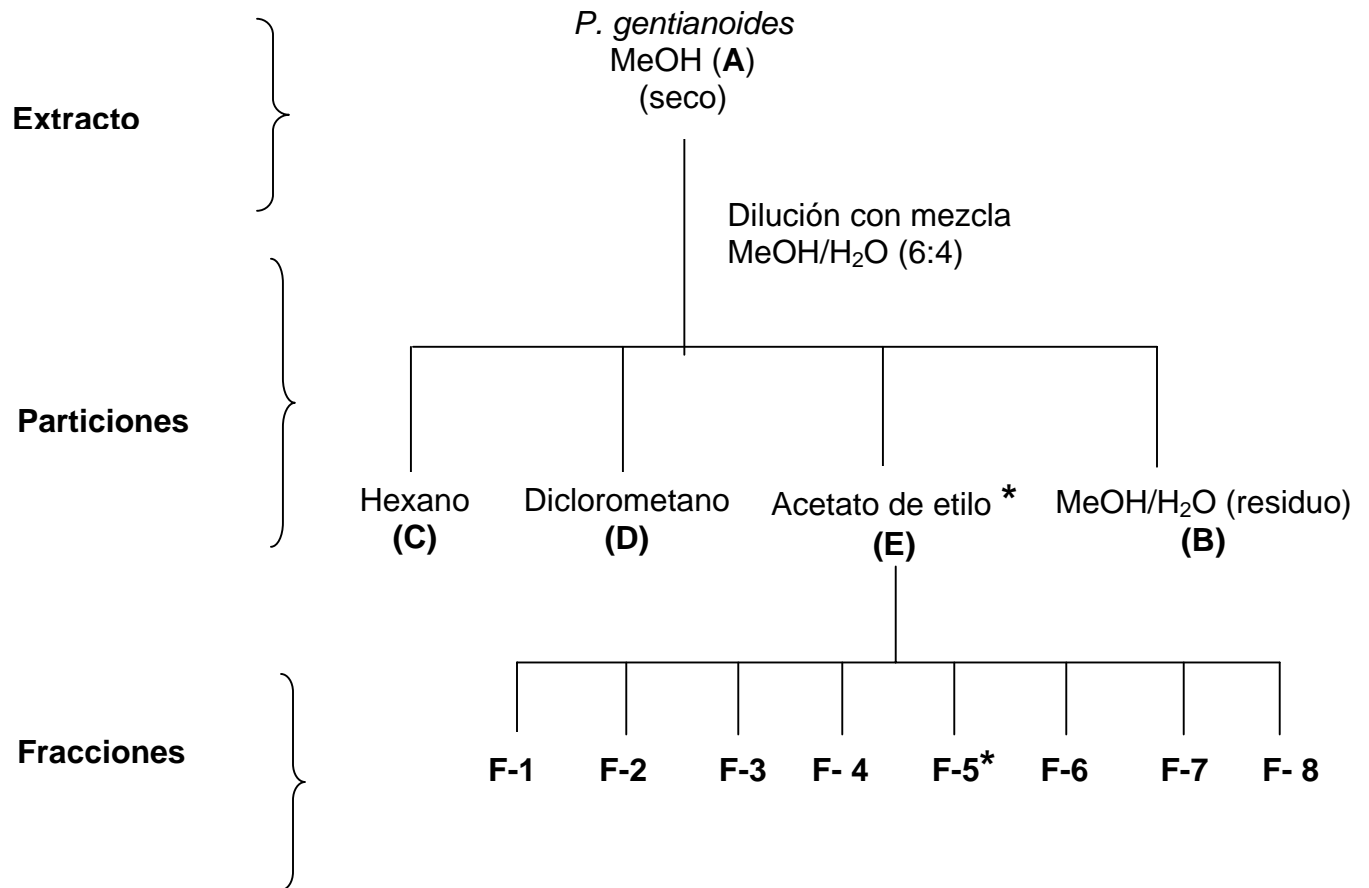 P. gentianoides
MeOH (A)
(seco)
Extracto
Dilución con mezcla
MeOH/H₂O (6:4)
Particiones
Hexano
(C)
Diclorometano
(D)
Acetato de etilo *
(E)
MeOH/H₂O (residuo)
(B)
Fracciones
F-1 F-2 F-3 F- 4 F-5* F-6 F-7 F- 8